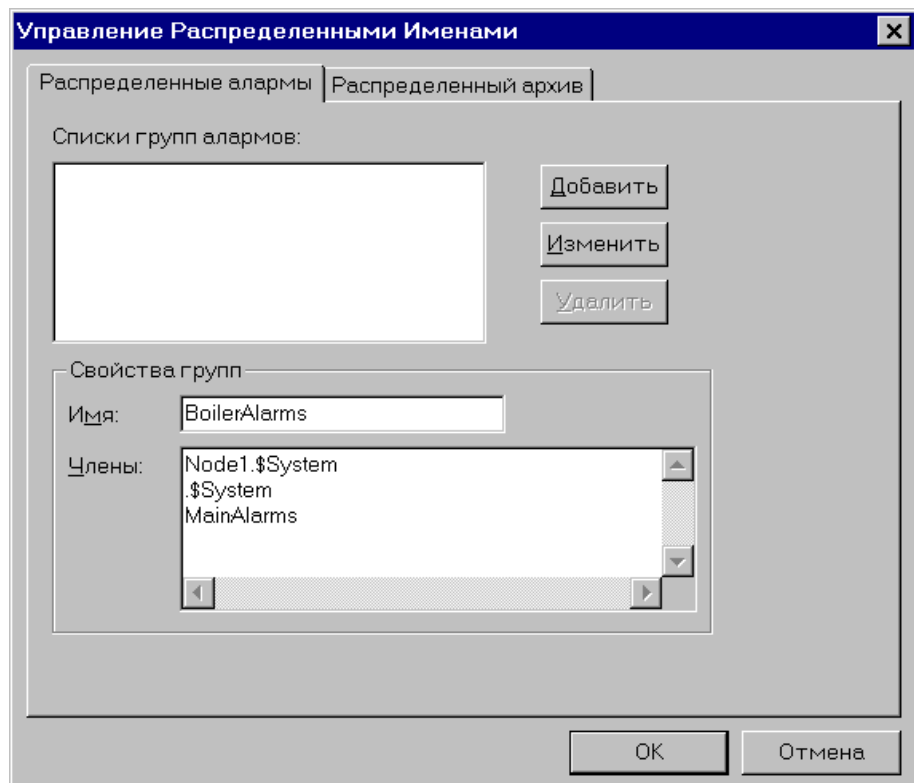 Управление Распределенными Именами
Распределенные алармы
Распределенный архив
Списки групп алармов:
Добавить
Изменить
Удалить
Свойства групп
Имя:
BoilerAlarms
Члены:
Node1.$System
.$System
MainAlarms
OK
Отмена